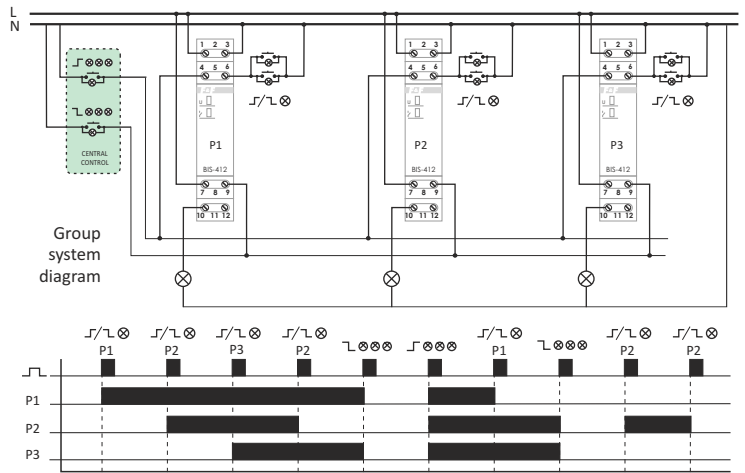 L
N
1 2 3
4 5 6
F&F
U
P1
BIS-412
7 8 9
10 11 12
1 2 3
4 5 6
F&F
U
P2
BIS-412
7 8 9
10 11 12
1 2 3
4 5 6
F&F
U
P3
BIS-412
7 8 9
10 11 12
CENTRAL
CONTROL
Group
system
diagram
P1 P2 P3 P2 P1 P2 P2
P1
P2
P3